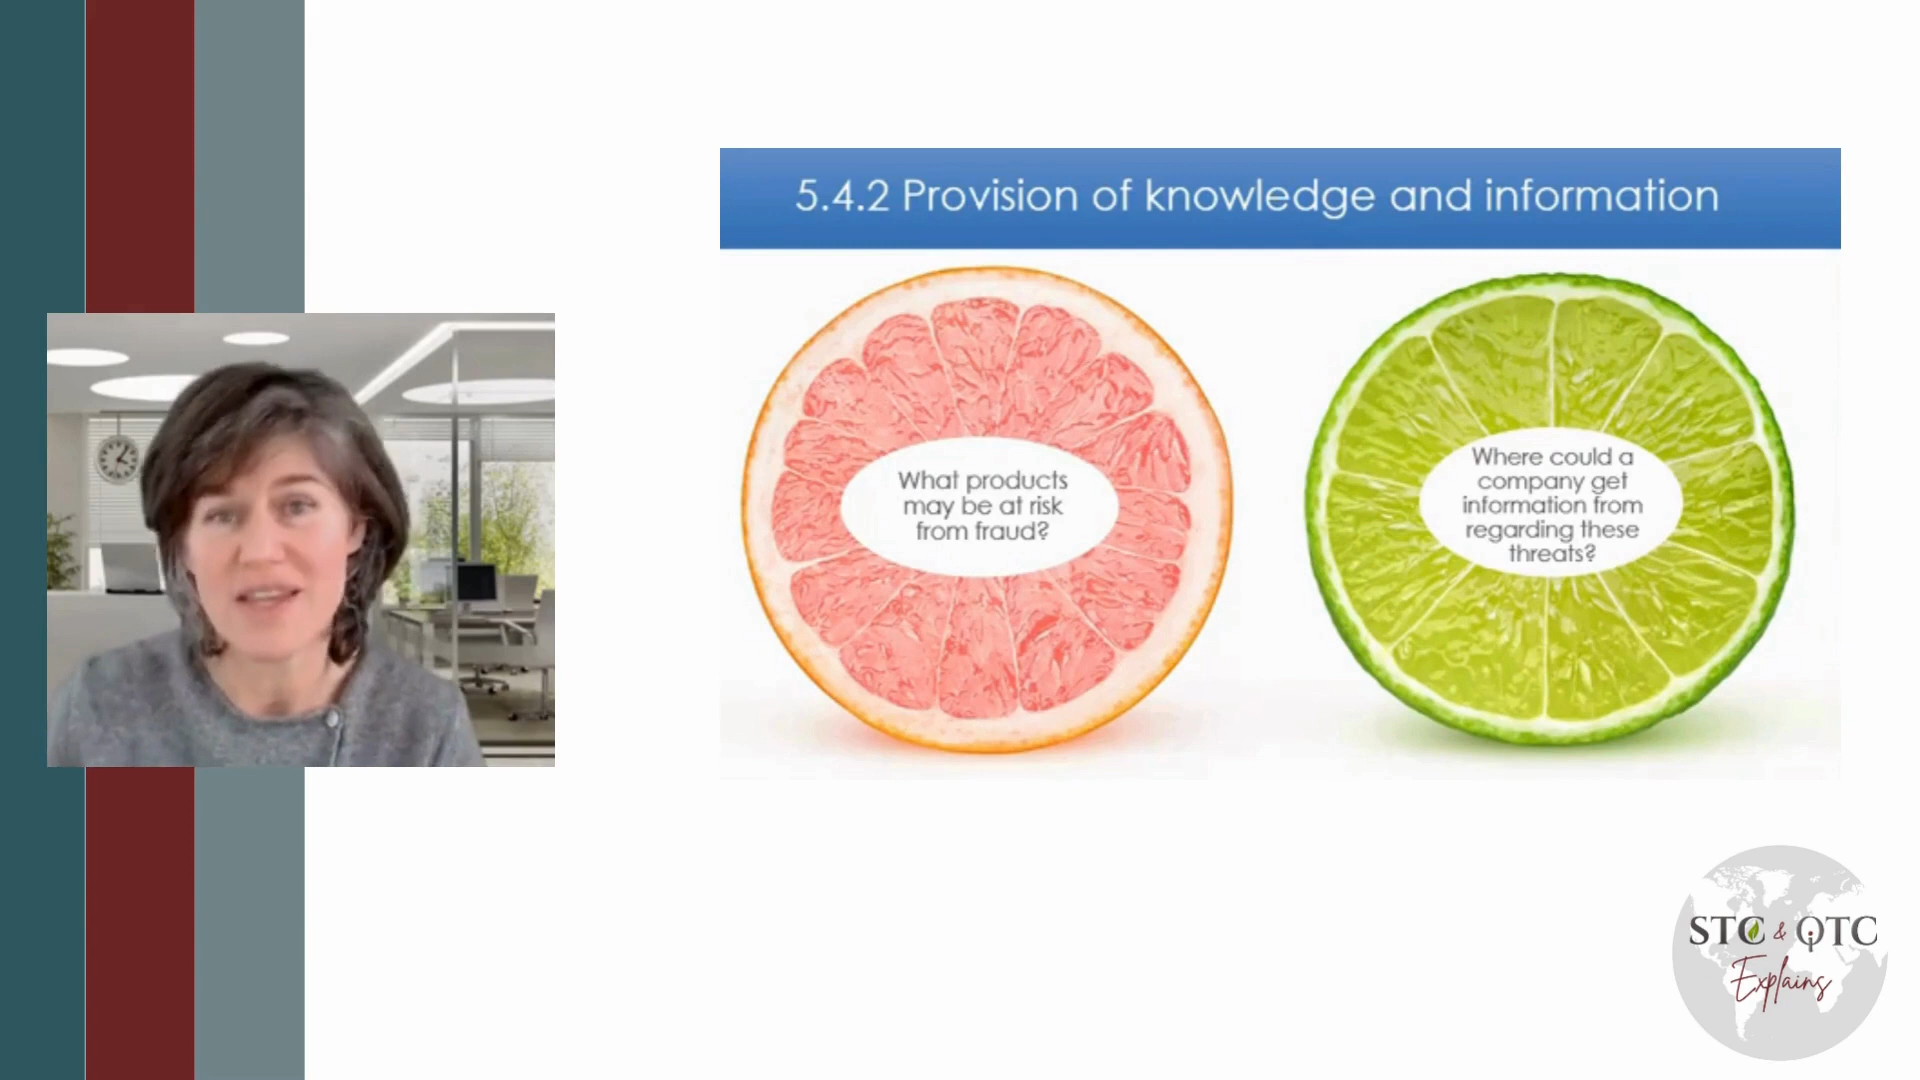 5.4.2 Provision of knowledge and information
What products
may be at risk
from fraud?
Where could a
company get
information from
regarding these
threats?
STC & QTC
Explains